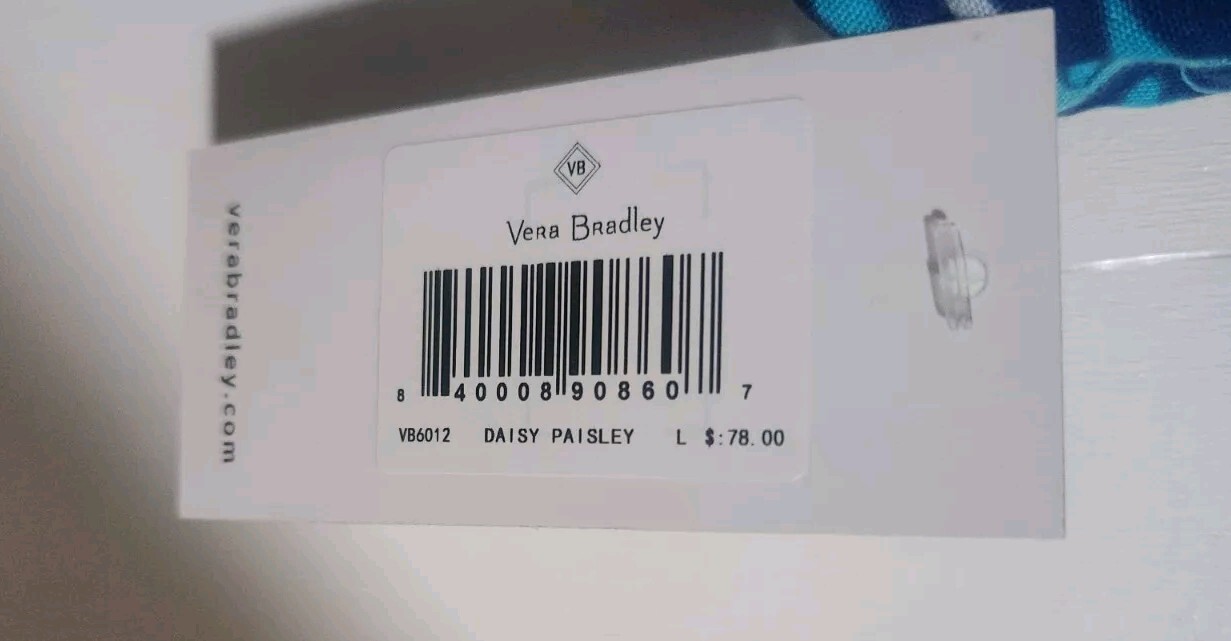 verabradley.com
VB
Vera Bradley
8 40008 90860 7
VB6012 DAISY PAISLEY L $:78.00